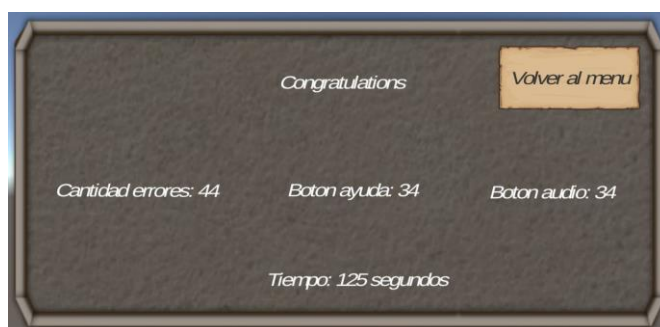 Volver al menu
Congratulations
Cantidad errores: 44
Boton ayuda: 34
Boton audio: 34
Tiempo: 125 segundos